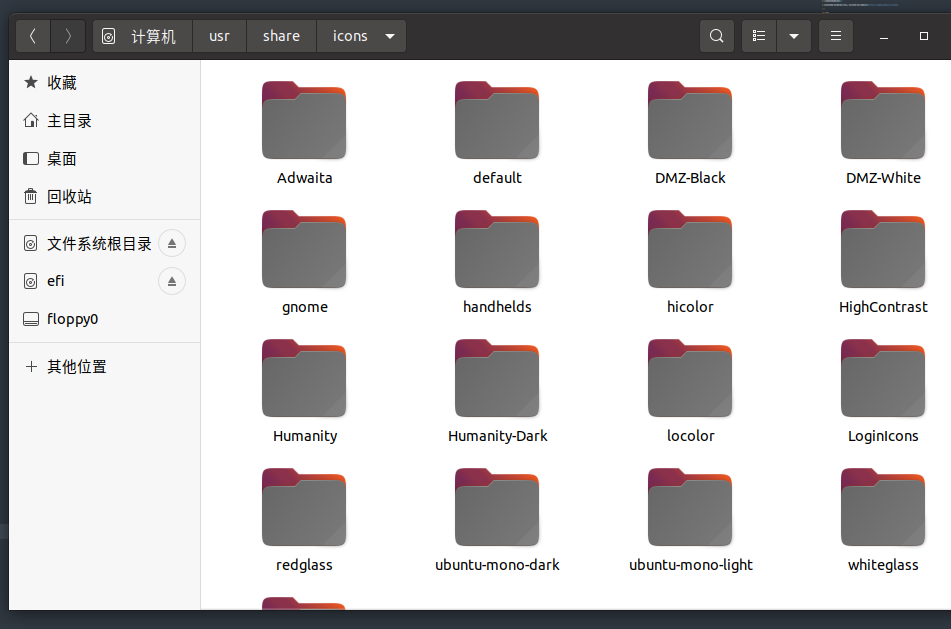 计算机 usr share icons
收藏
主目录
桌面
回收站
文件系统根目录
efi
floppy0
其他位置
Adwaita default DMZ-Black DMZ-White
gnome handhelds hicolor HighContrast
Humanity Humanity-Dark locolor LoginIcons
redglass ubuntu-mono-dark ubuntu-mono-light whiteglass